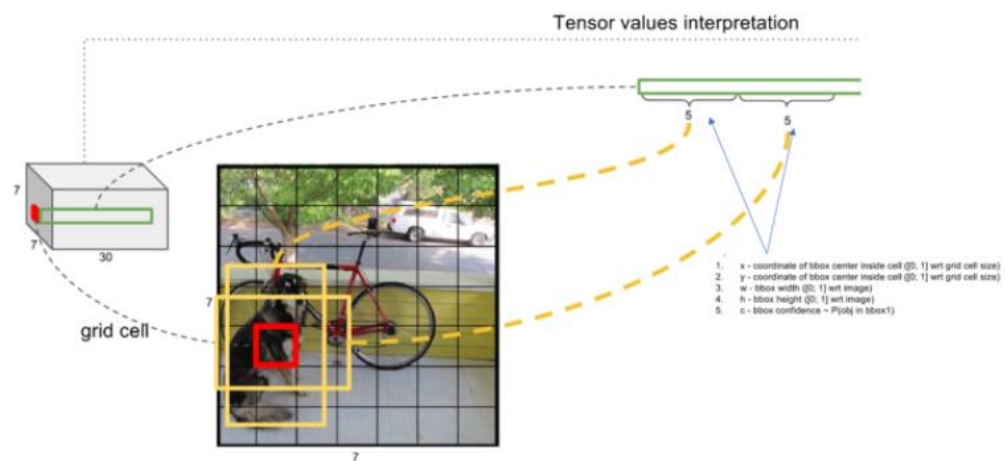 Tensor values interpretation
5
5
7
7
30
grid cell
7
7
1. x - coordinate of bbox center inside cell ([0; 1] wrt grid cell size)
2. y - coordinate of bbox center inside cell ([0; 1] wrt grid cell size)
3. w - bbox width ([0; 1] wrt image)
4. h - bbox height ([0; 1] wrt image)
5. c - bbox confidence ~ P(obj in bbox1)